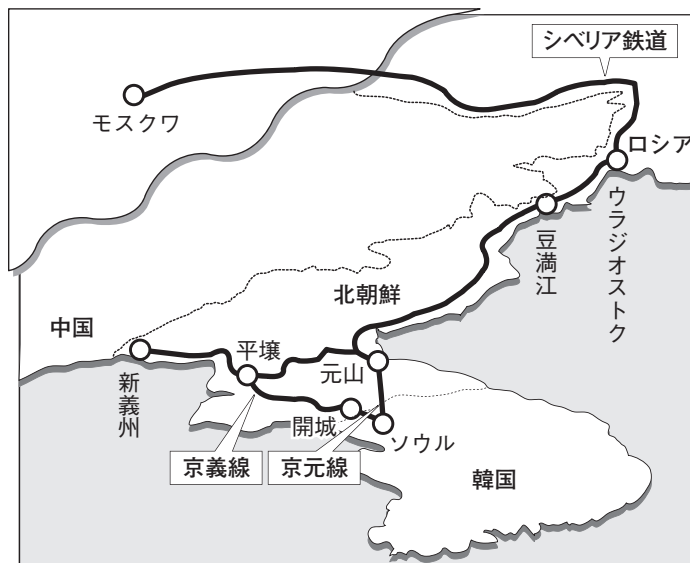 シベリア鉄道
モスクワ
ロシア
ウラジオストク
豆満江
北朝鮮
中国
平壌
元山
新義州
開城
ソウル
京義線
京元線
韓国